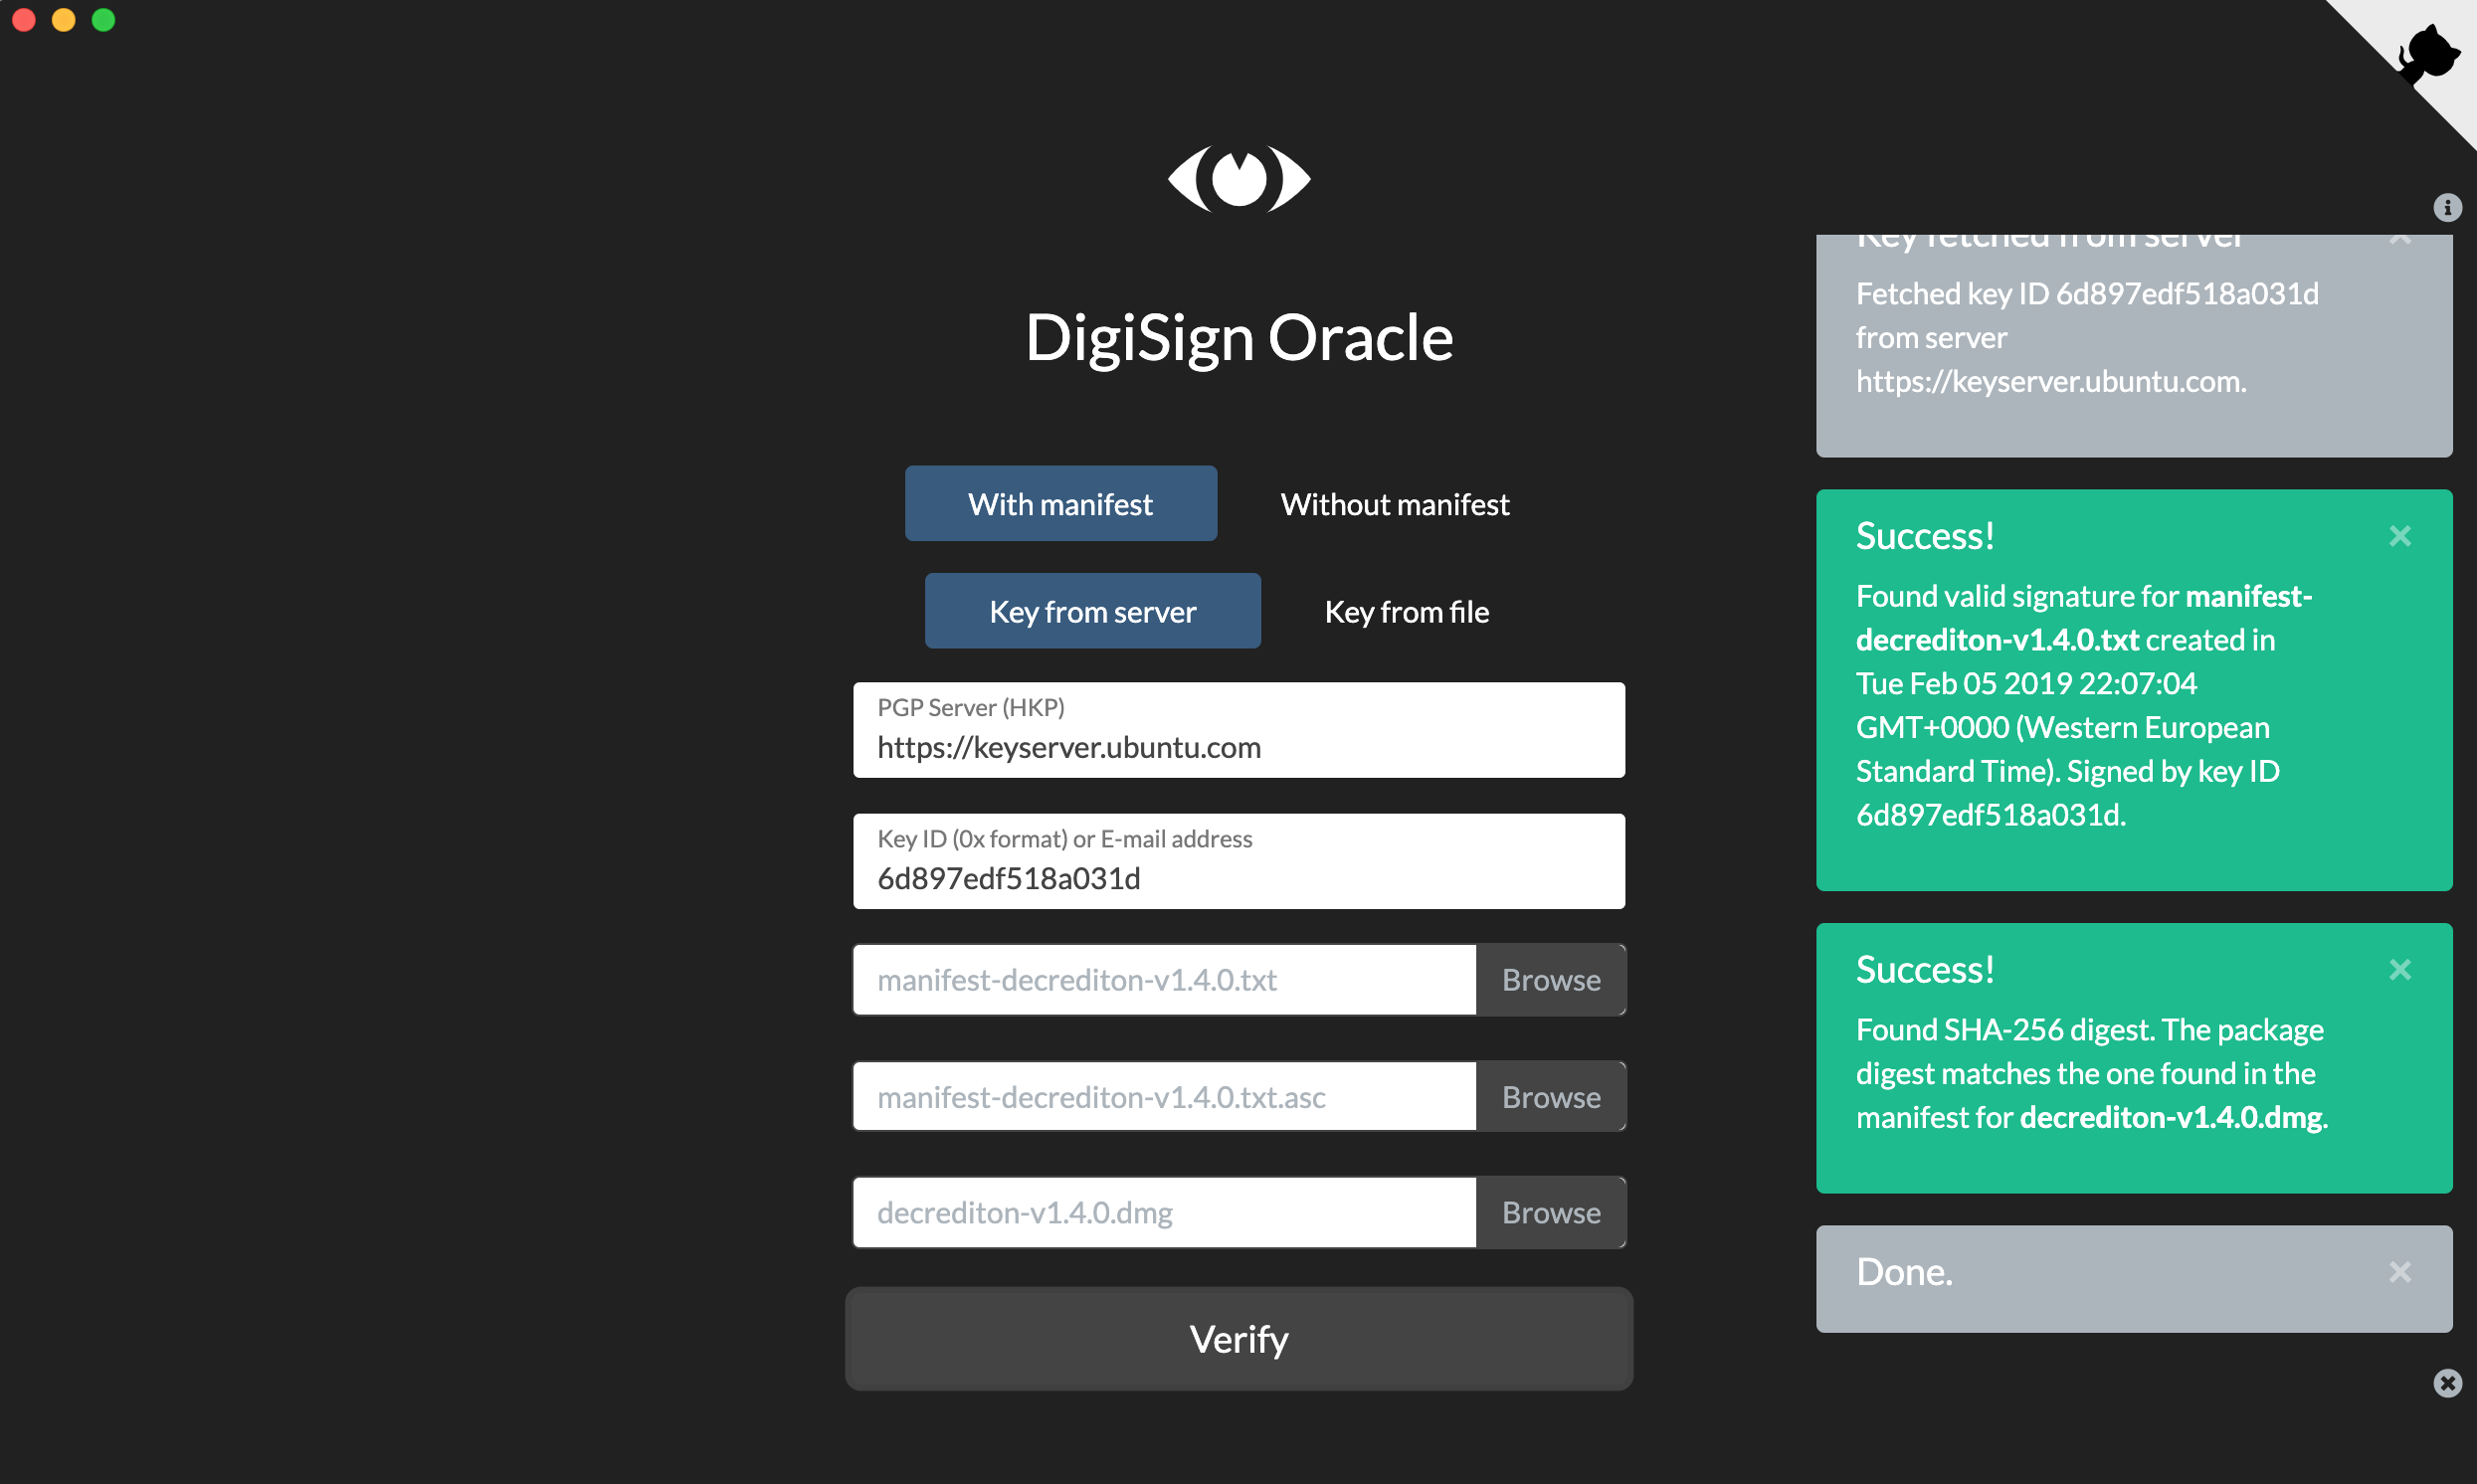 DigiSign Oracle
With manifest
Without manifest
Key from server
Key from file
PGP Server (HKP)
https://keyserver.ubuntu.com
Key ID (0x format) or E-mail address
6d897edf518a031d
manifest-decrediton-v1.4.0.txt
Browse
manifest-decrediton-v1.4.0.txt.asc
Browse
decrediton-v1.4.0.dmg
Browse
Verify
Key fetched from server
Fetched key ID 6d897edf518a031d
from server
https://keyserver.ubuntu.com.
Success!
Found valid signature for manifest-
decrediton-v1.4.0.txt created in
Tue Feb 05 2019 22:07:04
GMT+0000 (Western European
Standard Time). Signed by key ID
6d897edf518a031d.
Success!
Found SHA-256 digest. The package
digest matches the one found in the
manifest for decrediton-v1.4.0.dmg.
Done.